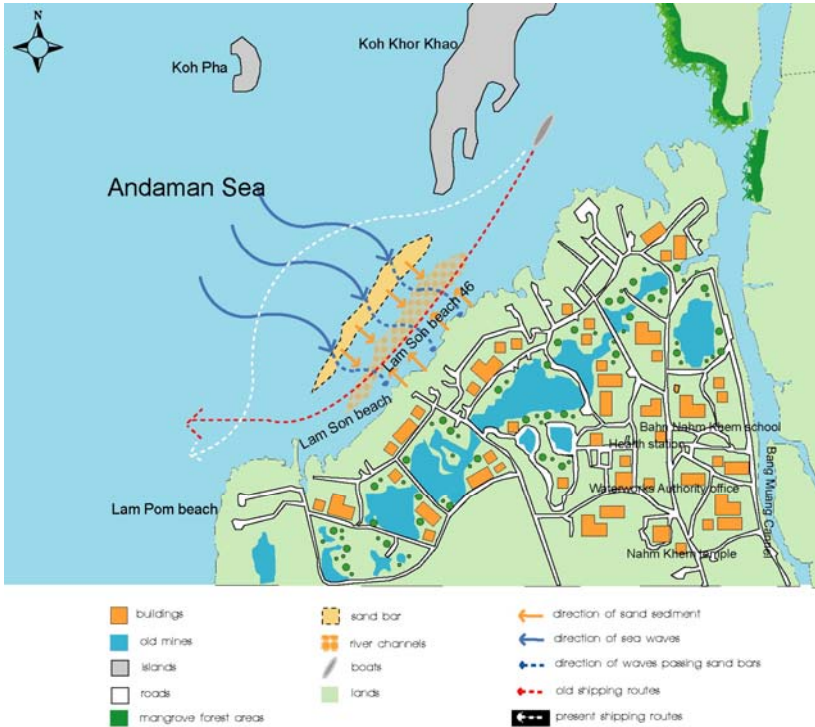 N
Koh Pha
Koh Khor Khao
Andaman Sea
Lam Son beach 46
Lam Son beach
Lam Pom beach
Bahn Nahm Khem school
Health station
Waterworks Authority office
Nahm Khem temple
Bang Muang Cannel
buildings
old mines
islands
roads
mangrove forest areas
sand bar
river channels
boats
lands
direction of sand sediment
direction of sea waves
direction of waves passing sand bars
old shipping routes
present shipping routes